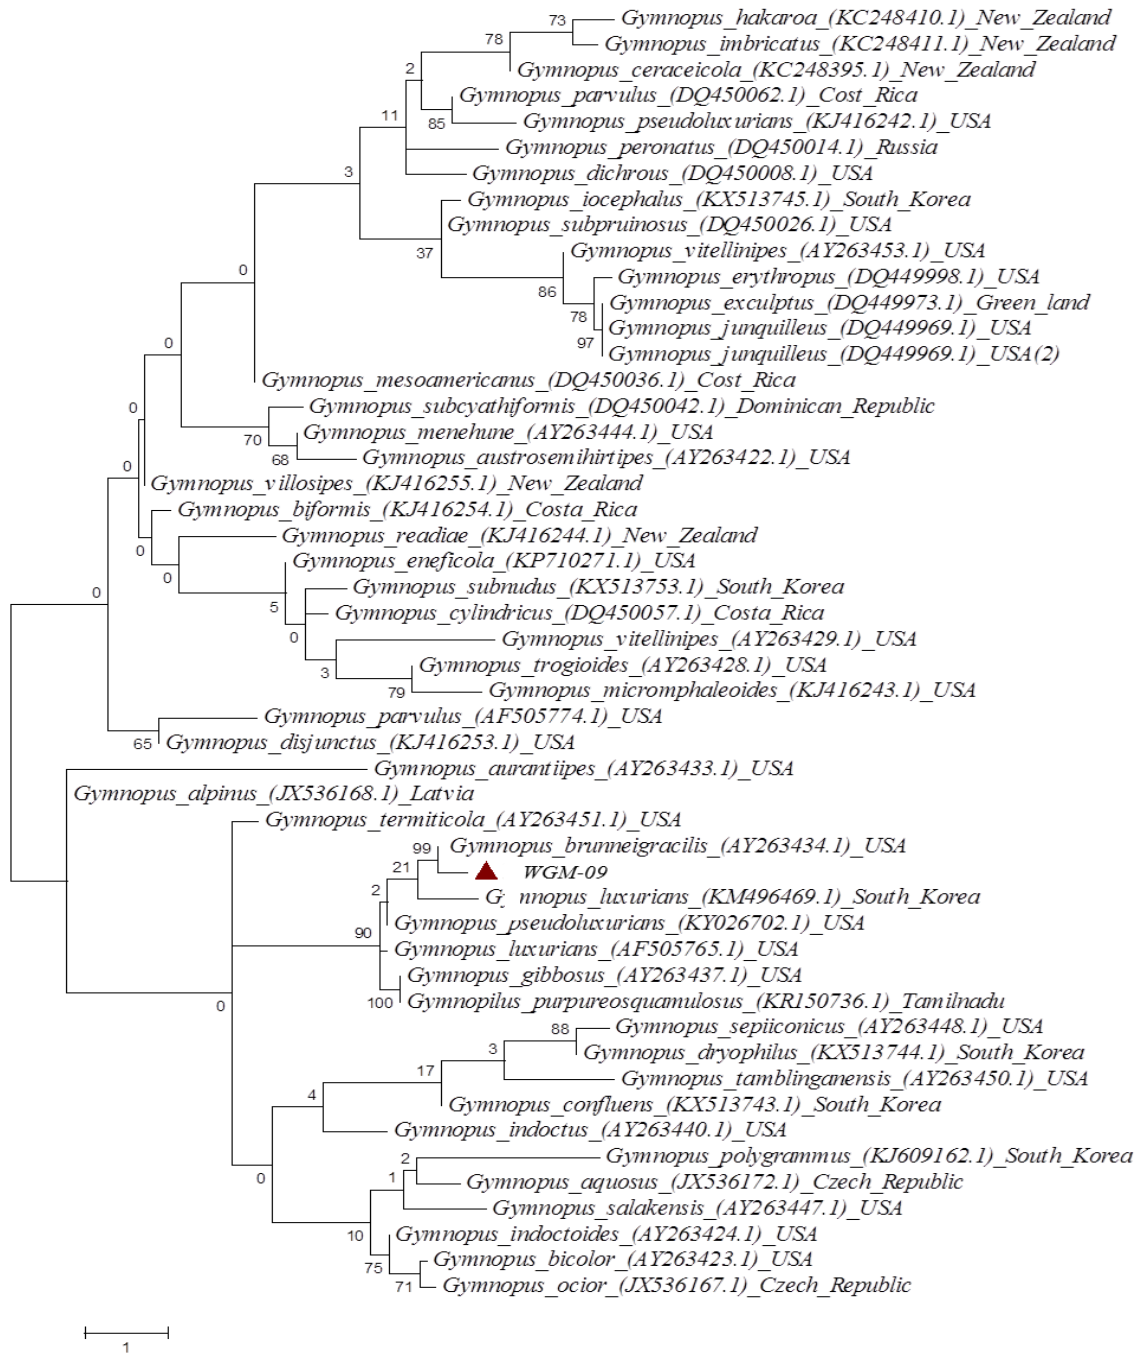 73
Gymnopus_hakaroa_(KC248410.1)_New_Zealand
78
Gymnopus_imbricatus_(KC248411.1)_New_Zealand
2
Gymnopus_ceraceicola_(KC248395.1)_New_Zealand
Gymnopus_parvulus_(DQ450062.1)_Cost_Rica
11
85
Gymnopus_pseudoluxurians_(KJ416242.1)_USA
Gymnopus_peronatus_(DQ450014.1)_Russia
3
Gymnopus_dichrous_(DQ450008.1)_USA
Gymnopus_iocephalus_(KX513745.1)_South_Korea
Gymnopus_subpruinosus_(DQ450026.1)_USA
37
Gymnopus_vitellinipes_(AY263453.1)_USA
0
Gymnopus_erythropus_(DQ449998.1)_USA
86
Gymnopus_exculptus_(DQ449973.1)_Green_land
78
Gymnopus_junquilleus_(DQ449969.1)_USA
0
97
Gymnopus_junquilleus_(DQ449969.1)_USA(2)
Gymnopus_mesoamericanus_(DQ450036.1)_Cost_Rica
0
Gymnopus_subcyathiformis_(DQ450042.1)_Dominican_Republic
70
Gymnopus_menehune_(AY263444.1)_USA
68
Gymnopus_austrosemihirtipes_(AY263422.1)_USA
0
Gymnopus_villosipes_(KJ416255.1)_New_Zealand
Gymnopus_biformis_(KJ416254.1)_Costa_Rica
Gymnopus_readiae_(KJ416244.1)_New_Zealand
0
Gymnopus_eneficola_(KP710271.1)_USA
0
Gymnopus_subnudus_(KX513753.1)_South_Korea
0
5
Gymnopus_cylindricus_(DQ450057.1)_Costa_Rica
0
Gymnopus_vitellinipes_(AY263429.1)_USA
Gymnopus_trogioides_(AY263428.1)_USA
3
79
Gymnopus_micromphaleoides_(KJ416243.1)_USA
Gymnopus_parvulus_(AF505774.1)_USA
65
Gymnopus_disjunctus_(KJ416253.1)_USA
Gymnopus_aurantiipes_(AY263433.1)_USA
Gymnopus_alpinus_(JX536168.1)_Latvia
Gymnopus_termiticola_(AY263451.1)_USA
99
Gymnopus_brunneigracilis_(AY263434.1)_USA
21
WGM-09
2
G nnopus_luxurians_(KM496469.1)_South_Korea
Gymnopus_pseudoluxurians_(KY026702.1)_USA
90
Gymnopus_luxurians_(AF505765.1)_USA
Gymnopus_gibbosus_(AY263437.1)_USA
100
Gymnopilus_purpureosquamulosus_(KR150736.1)_Tamilnadu
0
88
Gymnopus_sepiiconicus_(AY263448.1)_USA
3
Gymnopus_dryophilus_(KX513744.1)_South_Korea
17
Gymnopus_tamblinganensis_(AY263450.1)_USA
4
Gymnopus_confluens_(KX513743.1)_South_Korea
Gymnopus_indoctus_(AY263440.1)_USA
2
Gymnopus_polygrammus_(KJ609162.1)_South_Korea
0
1
Gymnopus_aquosus_(JX536172.1)_Czech_Republic
Gymnopus_salakensis_(AY263447.1)_USA
10
Gymnopus_indoctoides_(AY263424.1)_USA
75
Gymnopus_bicolor_(AY263423.1)_USA
71
Gymnopus_ocior_(JX536167.1)_Czech_Republic
1